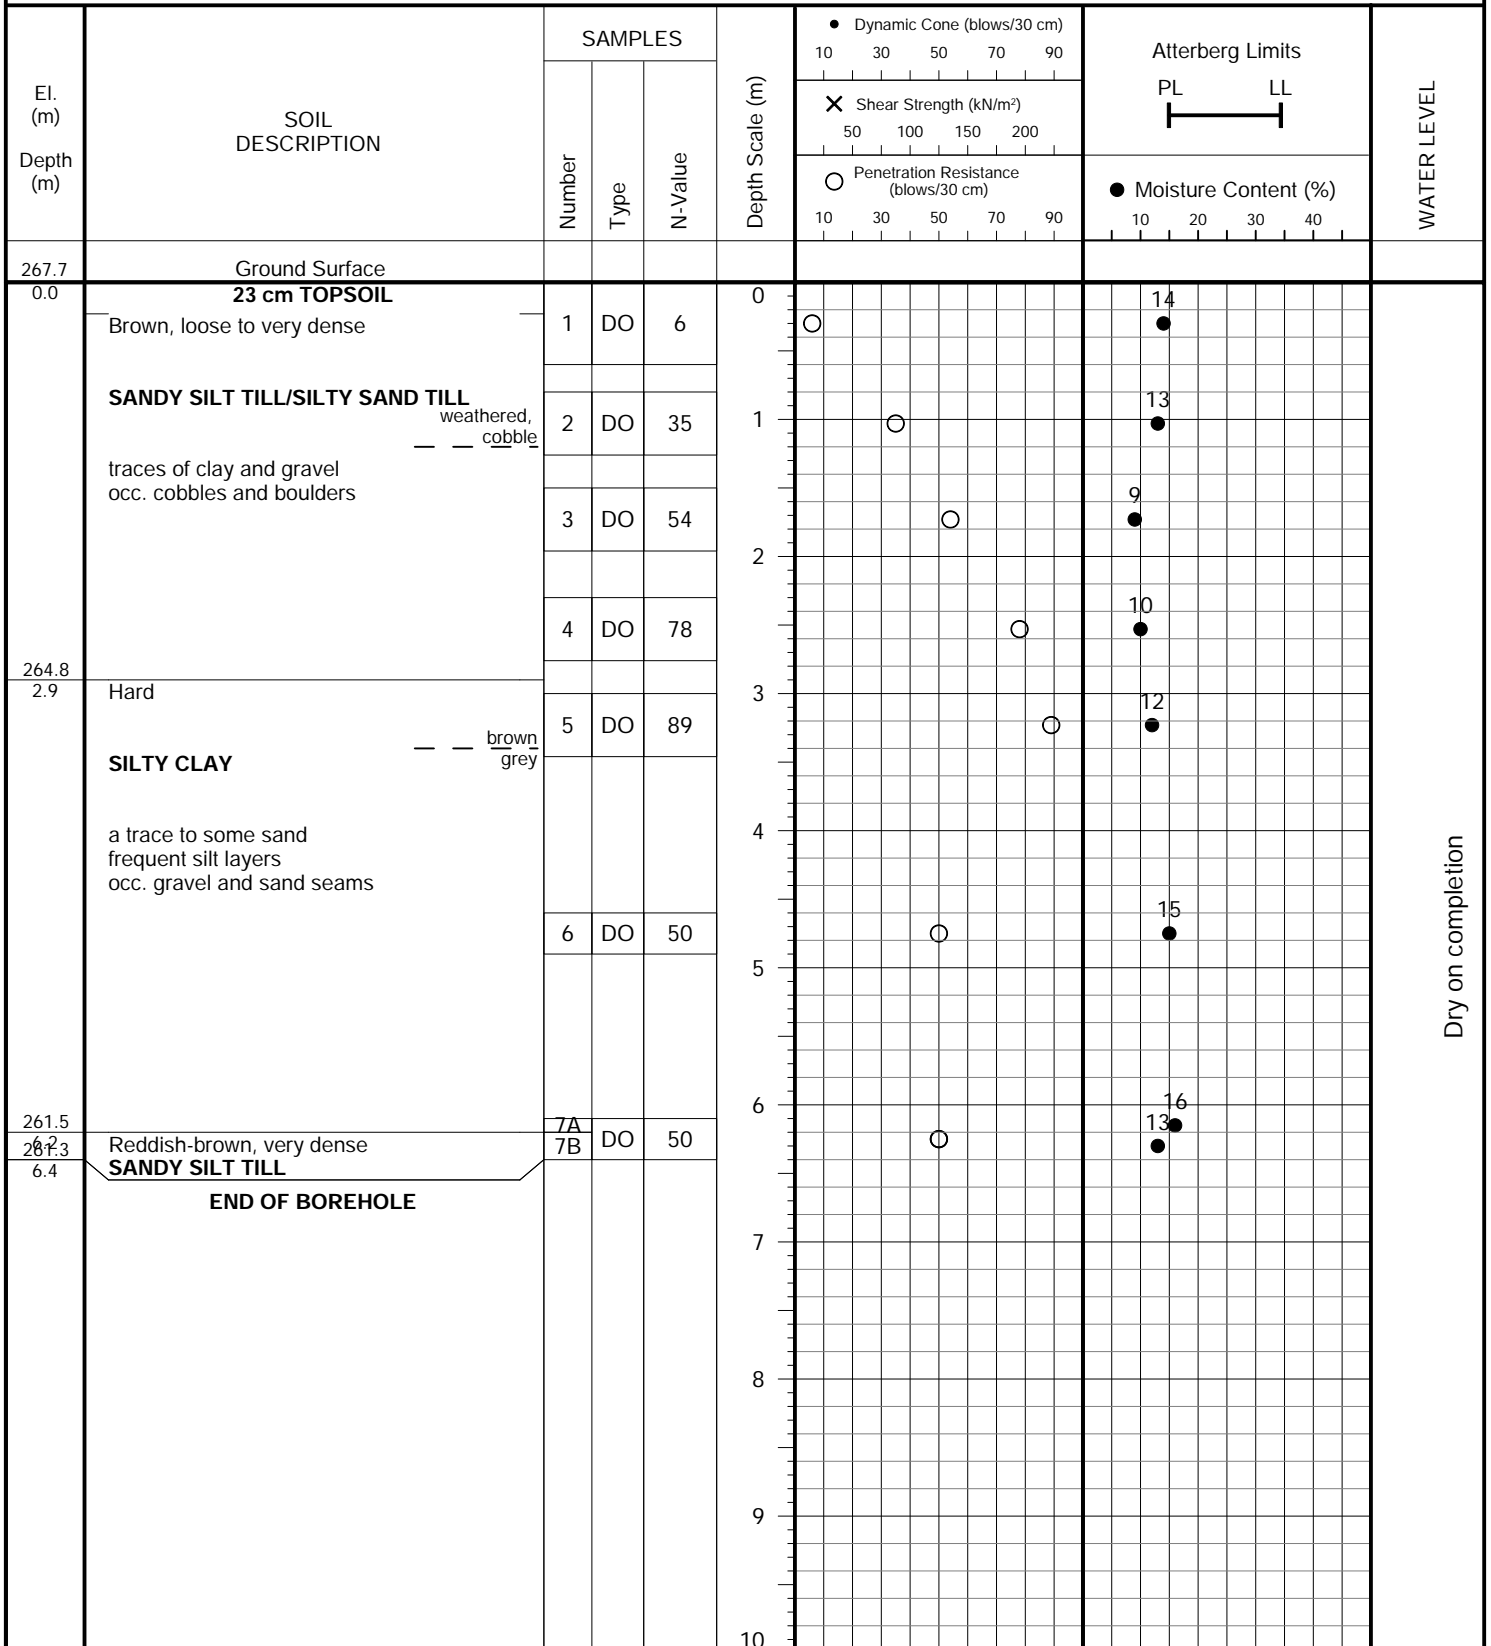 El.
(m)
Depth
(m)
SOIL
DESCRIPTION
SAMPLES
Number
Type
N-Value
Depth Scale (m)
Dynamic Cone (blows/30 cm)
10 30 50 70 90
Shear Strength (kN/m²)
50 100 150 200
Penetration Resistance
(blows/30 cm)
10 30 50 70 90
Atterberg Limits
PL LL
Moisture Content (%)
10 20 30 40
WATER LEVEL
267.7 Ground Surface
0.0 23 cm TOPSOIL 0
14
Brown, loose to very dense 1 DO 6
SANDY SILT TILL/SILTY SAND TILL 13
weathered,
cobble 2 DO 35 1
traces of clay and gravel
occ. cobbles and boulders 9
3 DO 54
2
10
4 DO 78
264.8
2.9 Hard 3
12
5 DO 89
brown
grey
SILTY CLAY
a trace to some sand 4
frequent silt layers
occ. gravel and sand seams
15
6 DO 50
5
Dry on completion
6 16
261.5 7A 13
6.2 Reddish-brown, very dense 7B DO 50
261.3
6.4 SANDY SILT TILL
END OF BOREHOLE
7
8
9
10